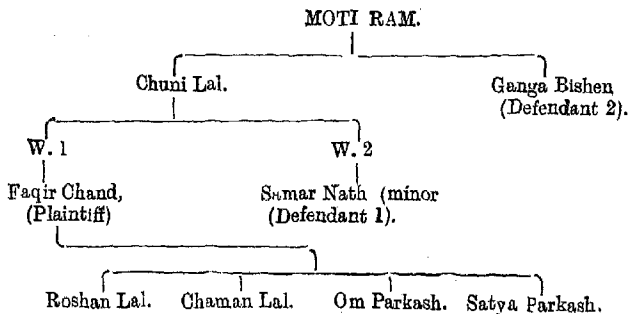 MOTI RAM.
Chuni Lal.
Ganga Bishen
(Defendant 2).
W. 1
W. 2
Faqir Chand,
(Plaintiff)
Samar Nath (minor
(Defendant 1).
Roshan Lal. Chaman Lal. Om Parkash. Satya Parkash.